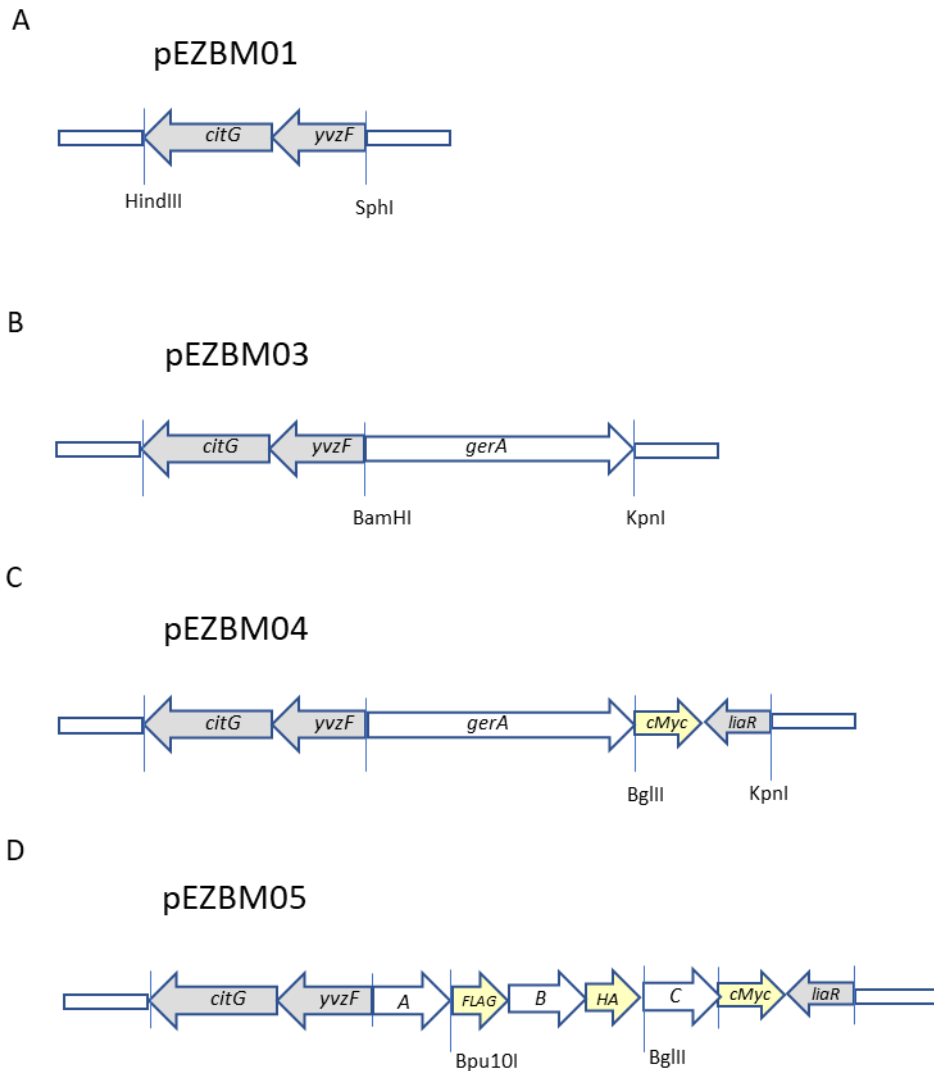 A
pEZBM01
citG yvzF
HindIII SphI
B
pEZBM03
citG yvzF gerA
BamHI KpnI
C
pEZBM04
citG yvzF gerA cMyc liaR
BglII KpnI
D
pEZBM05
citG yvzF A FLAG B HA C cMyc liaR
Bpu10I BglII